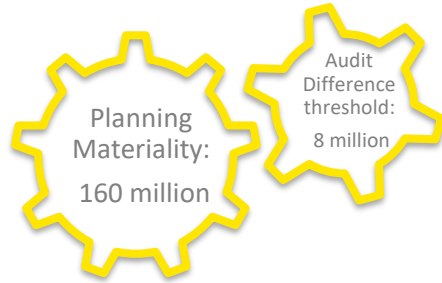 Planning
Materiality:
160 million
Audit
Difference
threshold:
8 million